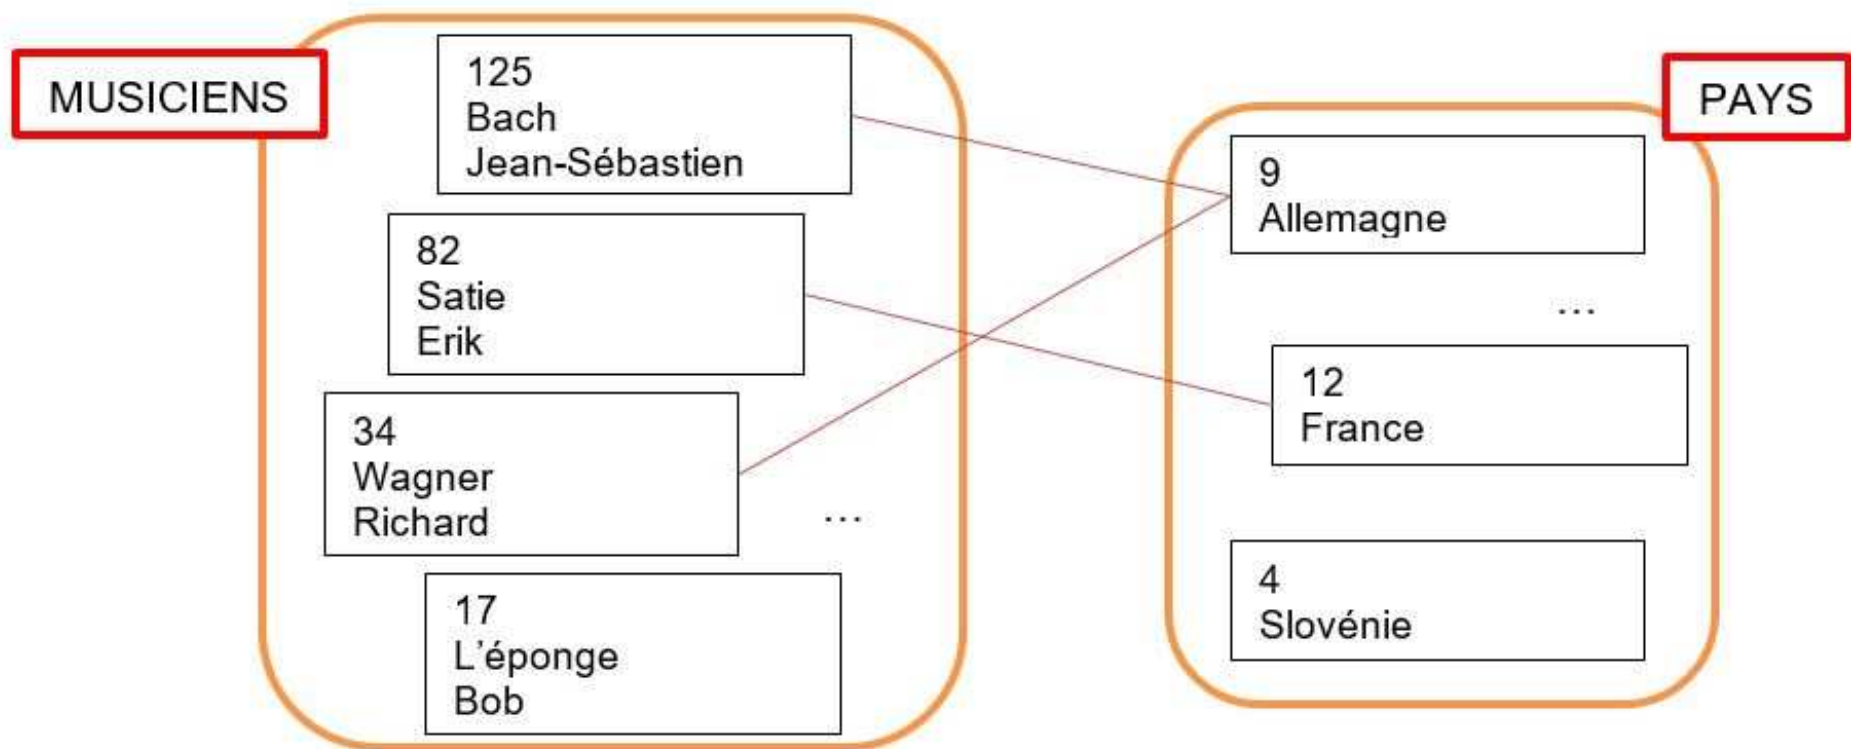 MUSICIENS
125
Bach
Jean-Sébastien
82
Satie
Erik
34
Wagner
Richard
...
17
L'éponge
Bob
PAYS
9
Allemagne
...
12
France
4
Slovénie